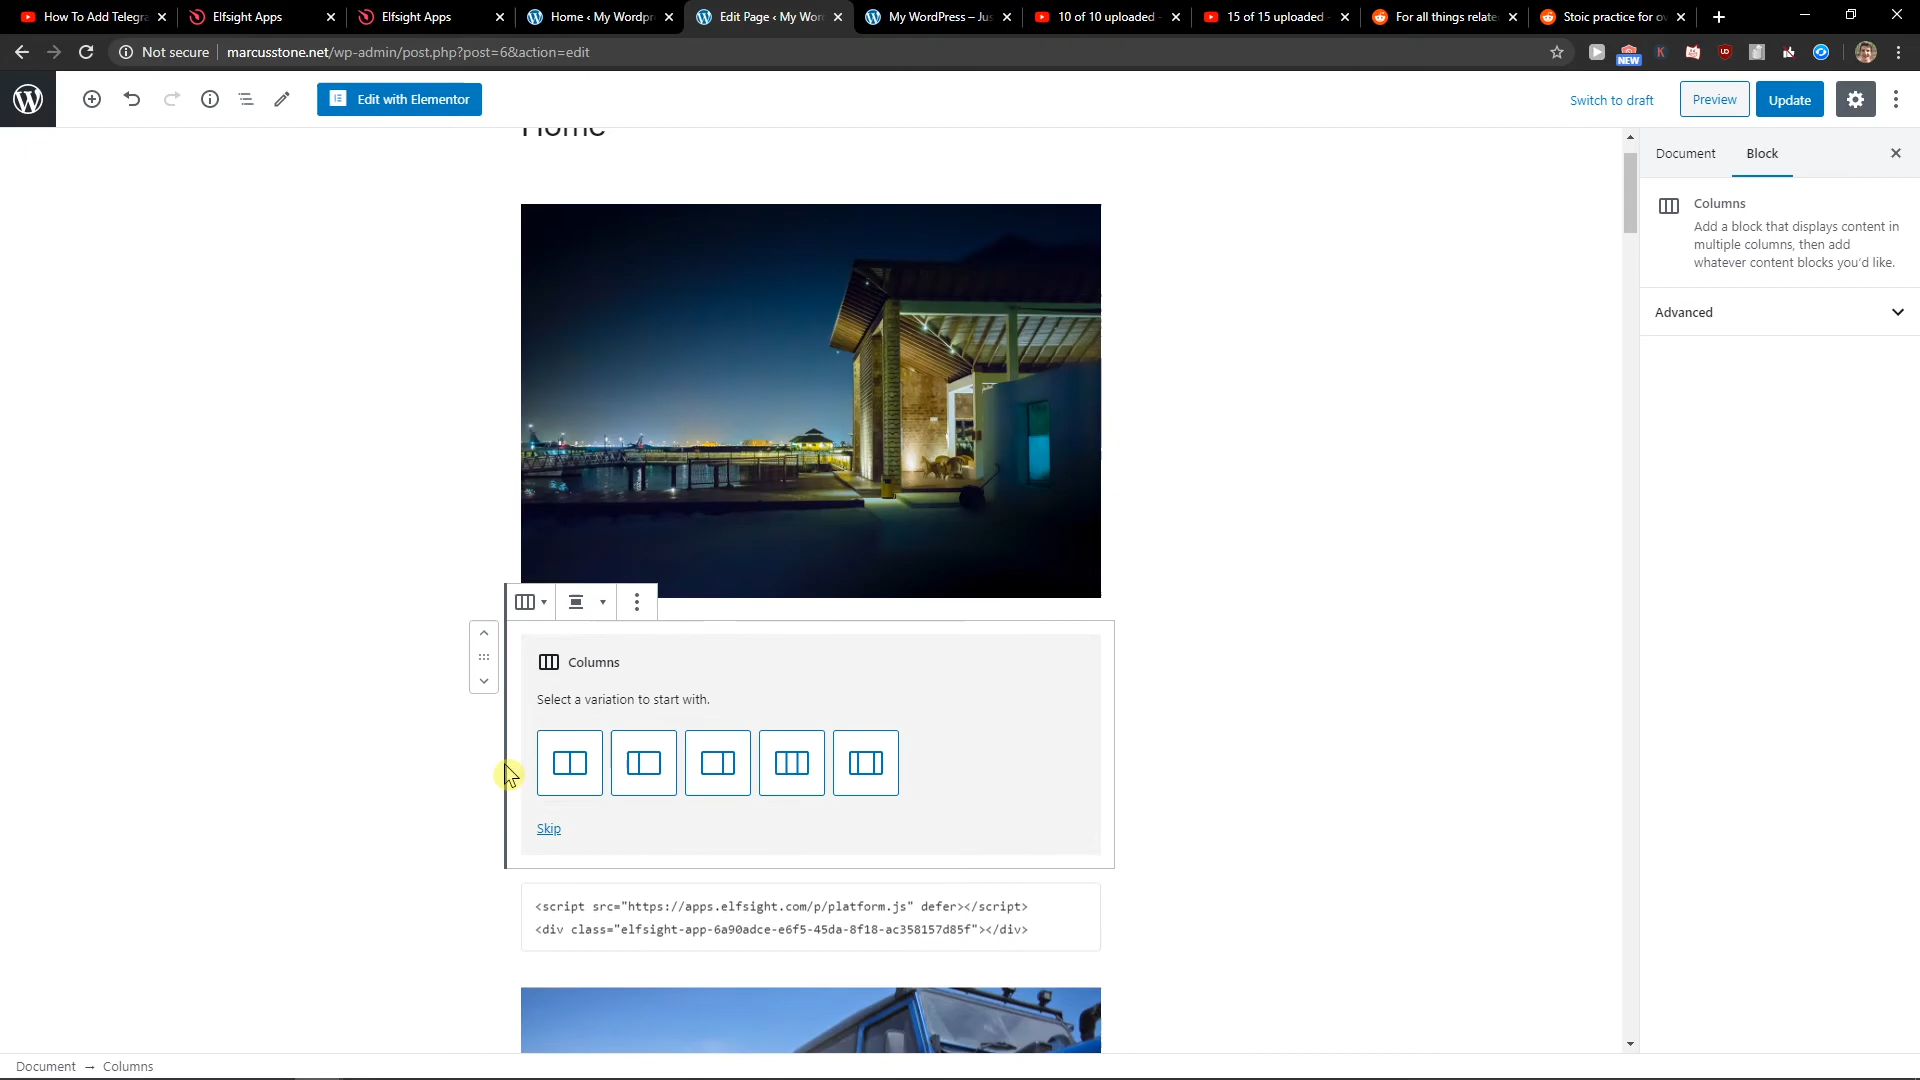 How To Add Telegra
Elfsight Apps
Elfsight Apps
Home ‹ My Wordpr
Edit Page ‹ My Wor
My WordPress – Jus
10 of 10 uploaded
15 of 15 uploaded
For all things relate
Stoic practice for ov
Not secure
marcusstone.net/wp-admin/post.php?post=6&action=edit
NEW
Edit with Elementor
Switch to draft
Preview
Update
Home
Document
Block
Columns
Add a block that displays content in
multiple columns, then add
whatever content blocks you'd like.
Advanced
Columns
Select a variation to start with.
Skip
<script src="https://apps.elfsight.com/p/platform.js" defer></script>
<div class="elfsight-app-6a90adce-e6f5-45da-8f18-ac358157d85f"></div>
Document → Columns